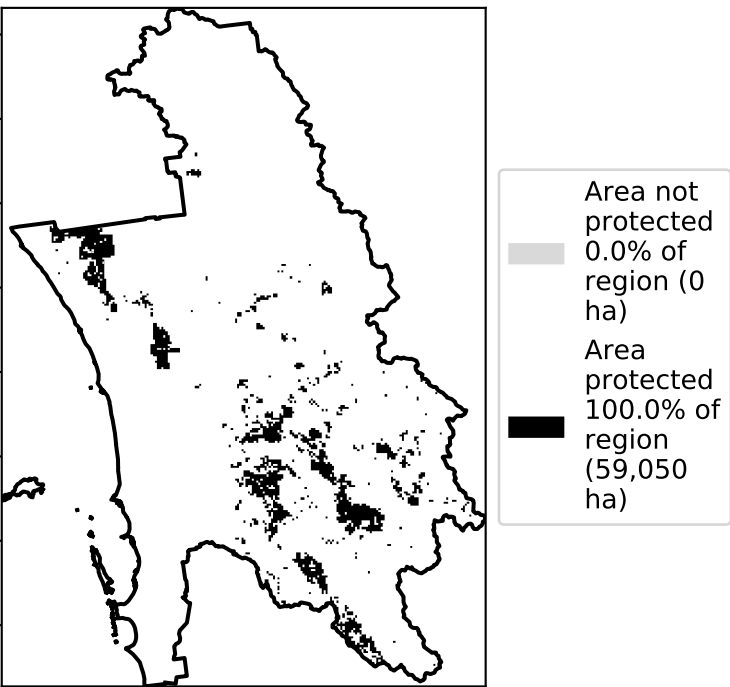 Area not
protected
0.0% of
region (0
ha)
Area
protected
100.0% of
region
(59,050
ha)